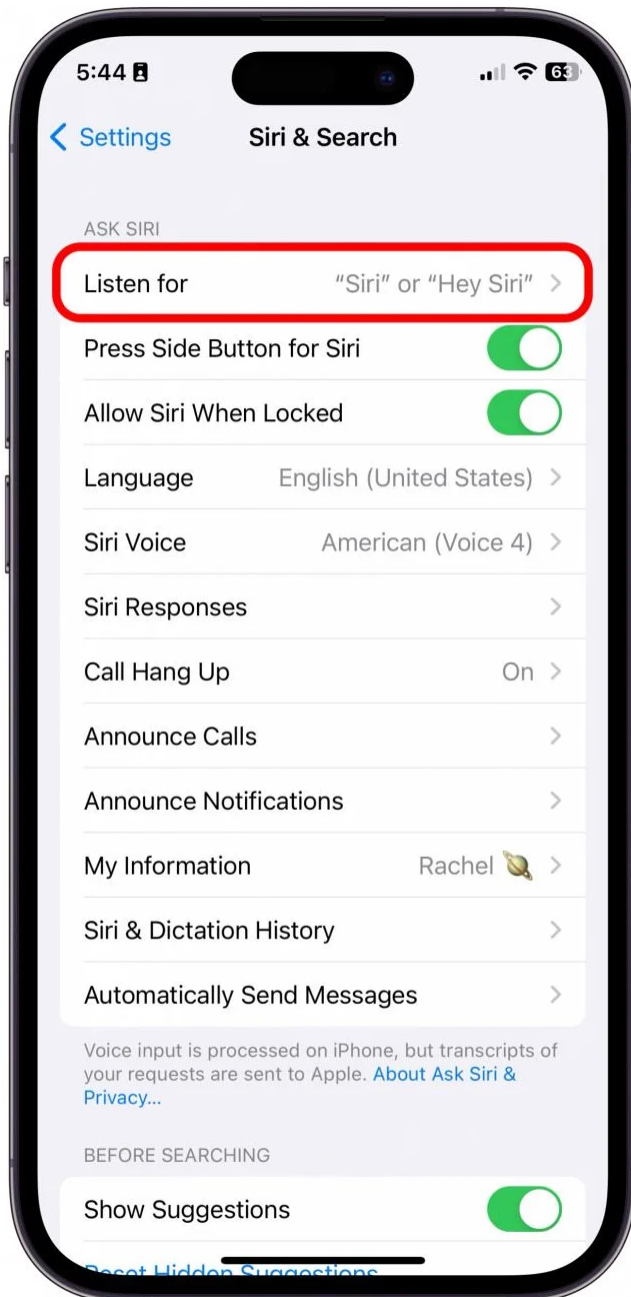 5:44
63
Settings
Siri & Search
ASK SIRI
Listen for “Siri” or “Hey Siri”
Press Side Button for Siri
Allow Siri When Locked
Language English (United States)
Siri Voice American (Voice 4)
Siri Responses
Call Hang Up On
Announce Calls
Announce Notifications
My Information Rachel 🪐
Siri & Dictation History
Automatically Send Messages
Voice input is processed on iPhone, but transcripts of
your requests are sent to Apple. About Ask Siri &
Privacy...
BEFORE SEARCHING
Show Suggestions
Reset Hidden Suggestions